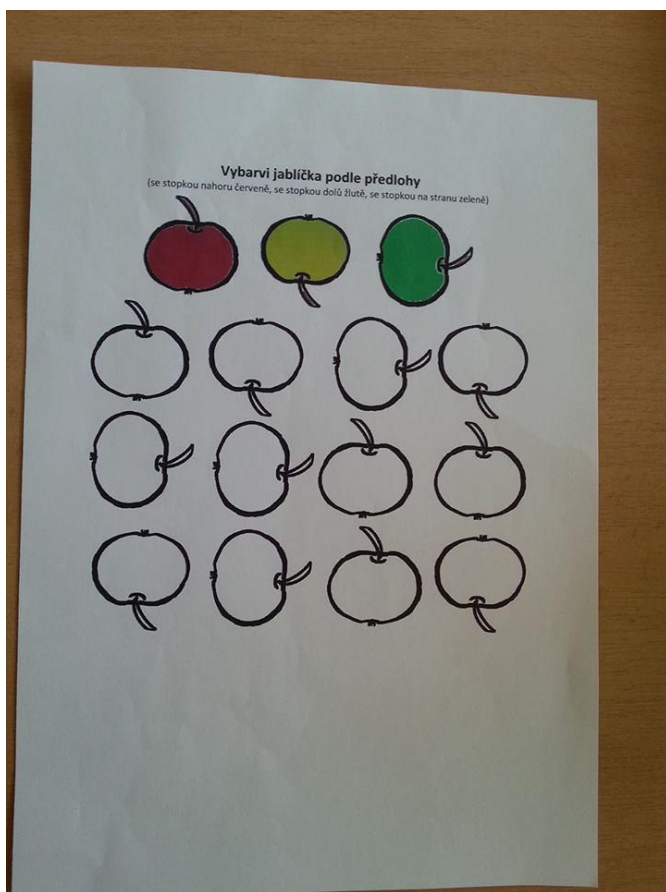 Vybarvi jablíčka podle předlohy
(se stopkou nahoru červeně, se stopkou dolů žlutě, se stopkou na stranu zeleně)